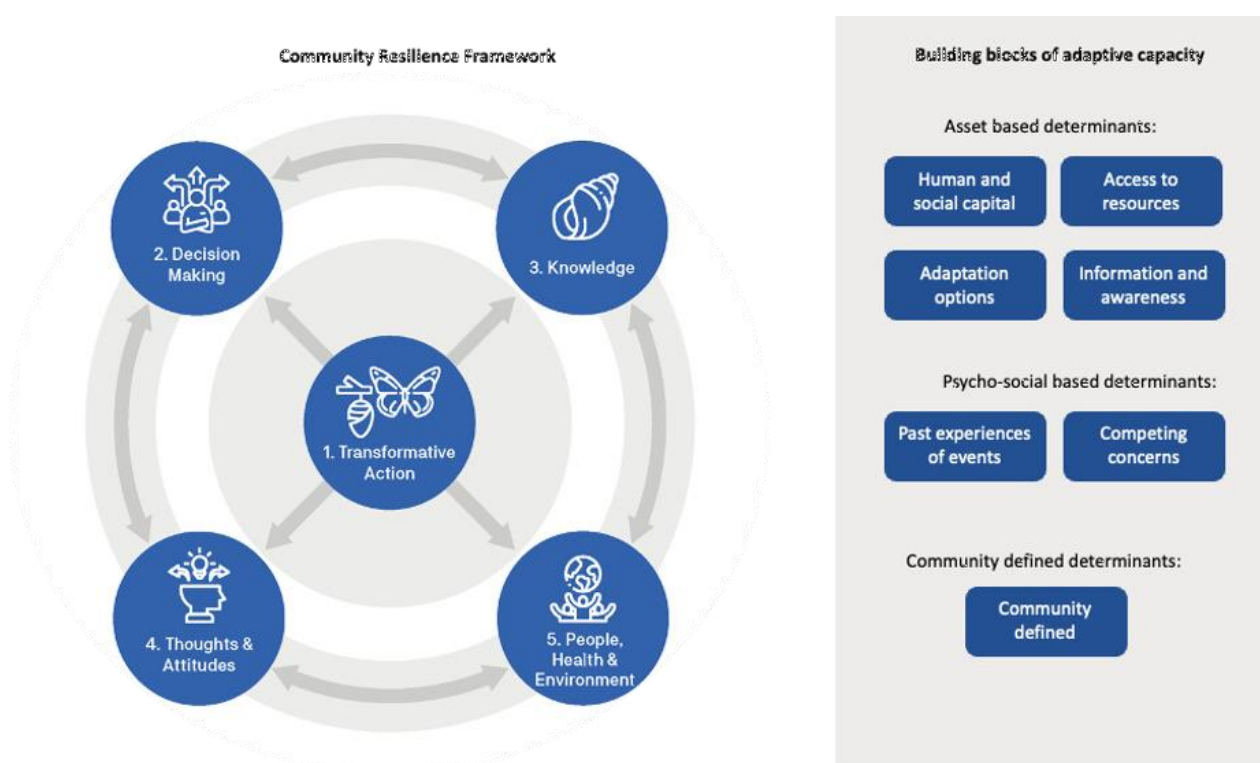 Community Resilience Framework
2. Decision
Making
3. Knowledge
1. Transformative
Action
4. Thoughts &
Attitudes
5. People,
Health &
Environment
Building blocks of adaptive capacity
Asset based determinants:
Human and
social capital
Access to
resources
Adaptation
options
Information and
awareness
Psycho-social based determinants:
Past experiences
of events
Competing
concerns
Community defined determinants:
Community
defined